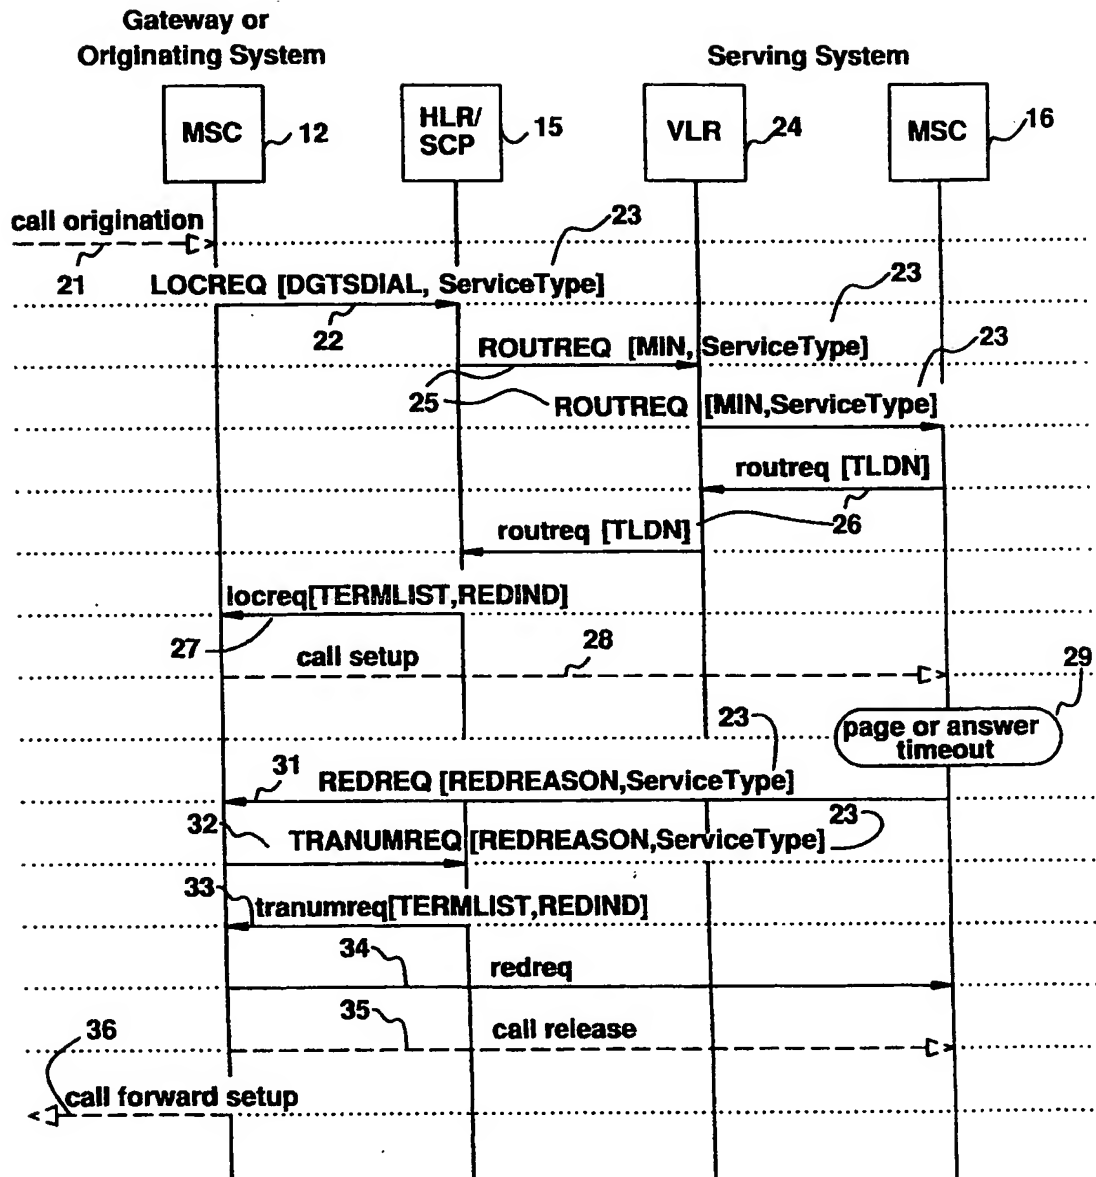 Gateway or
Originating System
Serving System
MSC
12
HLR/
SCP
15
VLR
24
MSC
16
call origination
21
23
LOCREQ [DGTSDIAL, ServiceType]
22
23
ROUTREQ [MIN, ServiceType]
23
25
ROUTREQ [MIN,ServiceType]
routreq [TLDN]
26
routreq [TLDN]
locreq[TERMLIST,REDIND]
27
call setup
28
29
page or answer
timeout
23
31
REDREQ [REDREASON,ServiceType]
32
TRANUMREQ [REDREASON,ServiceType]
23
33
tranumreq[TERMLIST,REDIND]
34
redreq
35
call release
36
call forward setup